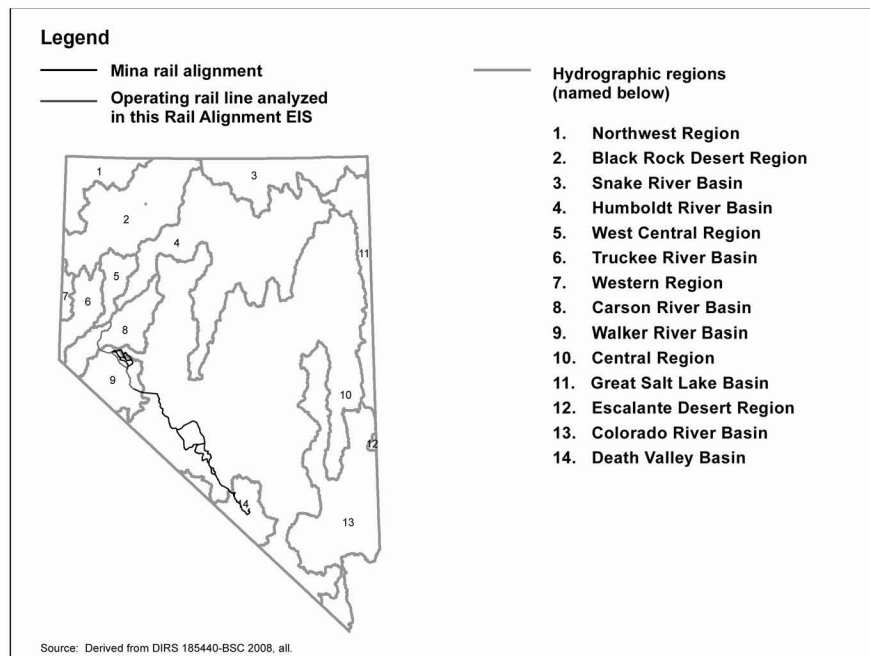 Legend
Mina rail alignment
Operating rail line analyzed
in this Rail Alignment EIS
Hydrographic regions
(named below)
1. Northwest Region
2. Black Rock Desert Region
3. Snake River Basin
4. Humboldt River Basin
5. West Central Region
6. Truckee River Basin
7. Western Region
8. Carson River Basin
9. Walker River Basin
10. Central Region
11. Great Salt Lake Basin
12. Escalante Desert Region
13. Colorado River Basin
14. Death Valley Basin
1
3
2
4
11
5
7
6
8
9
10
12
14
13
Source: Derived from DIRS 185440-BSC 2008, all.